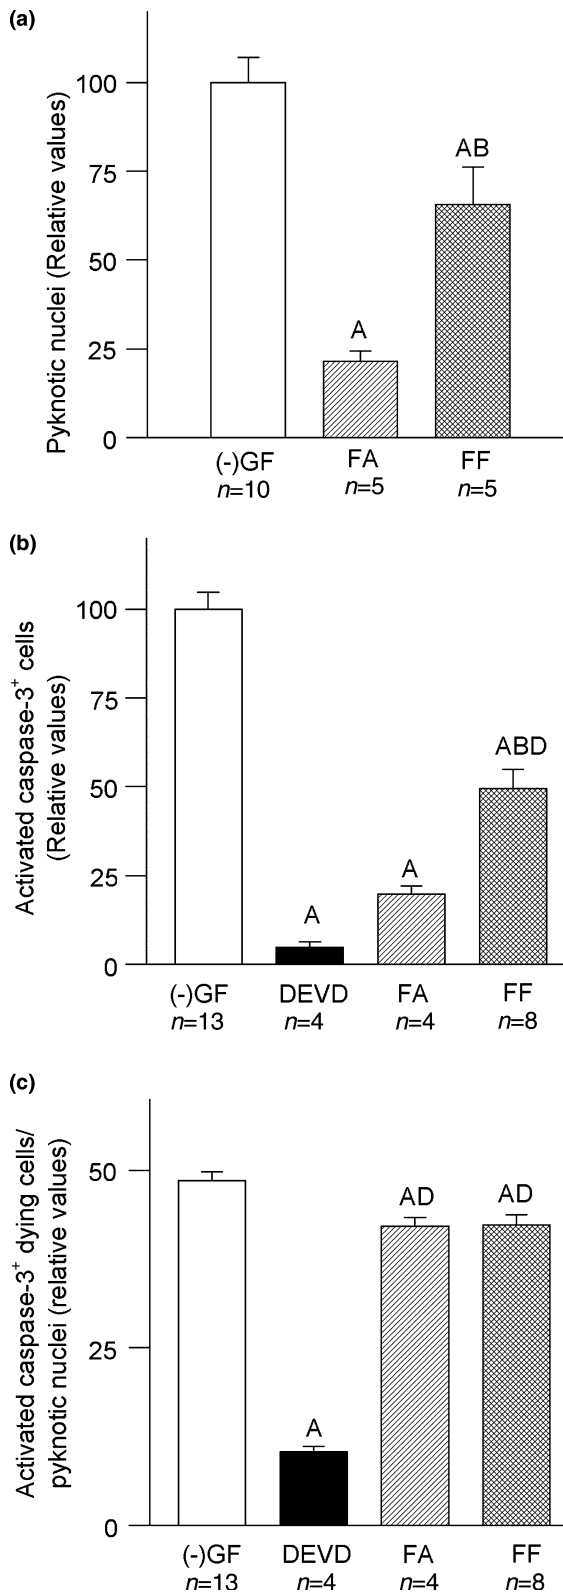 (a)
Pyknotic nuclei (Relative values)
100
75
50
25
0
A
AB
(-)GF
FA
FF
n=10
n=5
n=5
(b)
Activated caspase-3⁺ cells
(Relative values)
100
75
50
25
0
A
A
ABD
(-)GF
DEVD
FA
FF
n=13
n=4
n=4
n=8
(c)
Activated caspase-3⁺ dying cells/
pyknotic nuclei (relative values)
50
25
0
A
AD
AD
(-)GF
DEVD
FA
FF
n=13
n=4
n=4
n=8